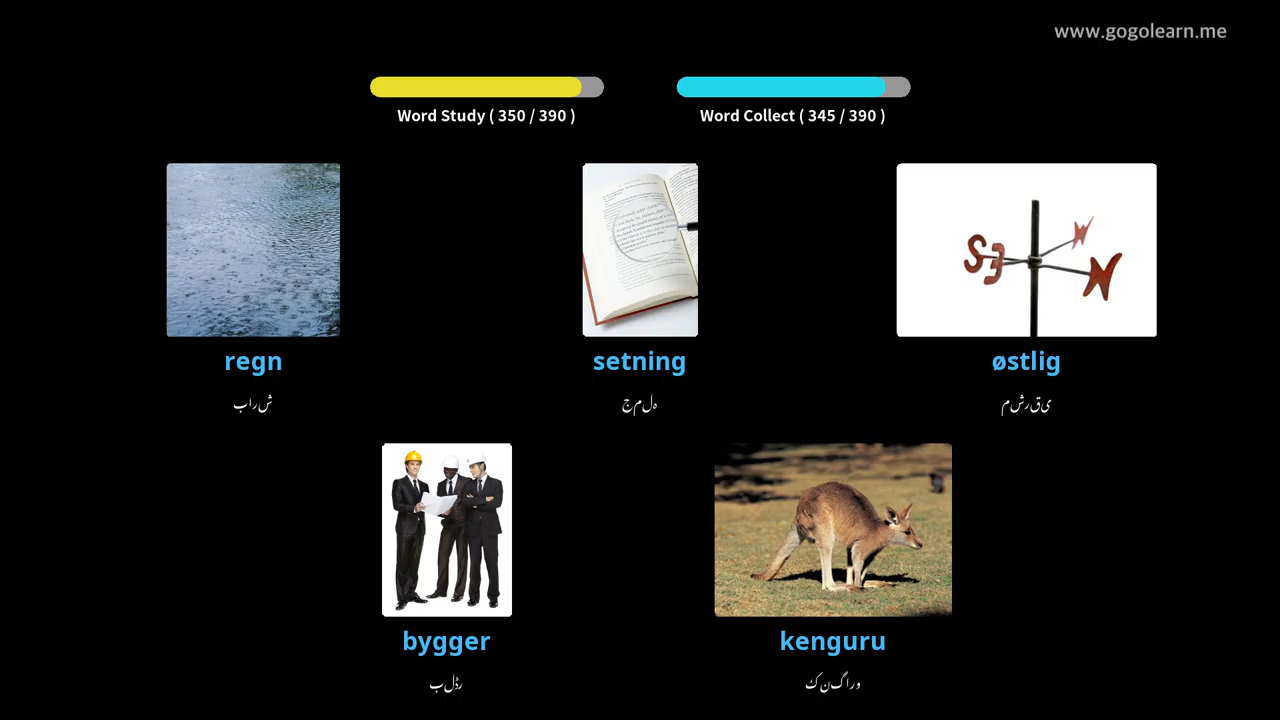 www.gogolearn.me
Word Study ( 350 / 390 )
Word Collect ( 345 / 390 )
regn
بارش
setning
جملہ
østlig
مشرقی
bygger
بلڈر
kenguru
کنگارو